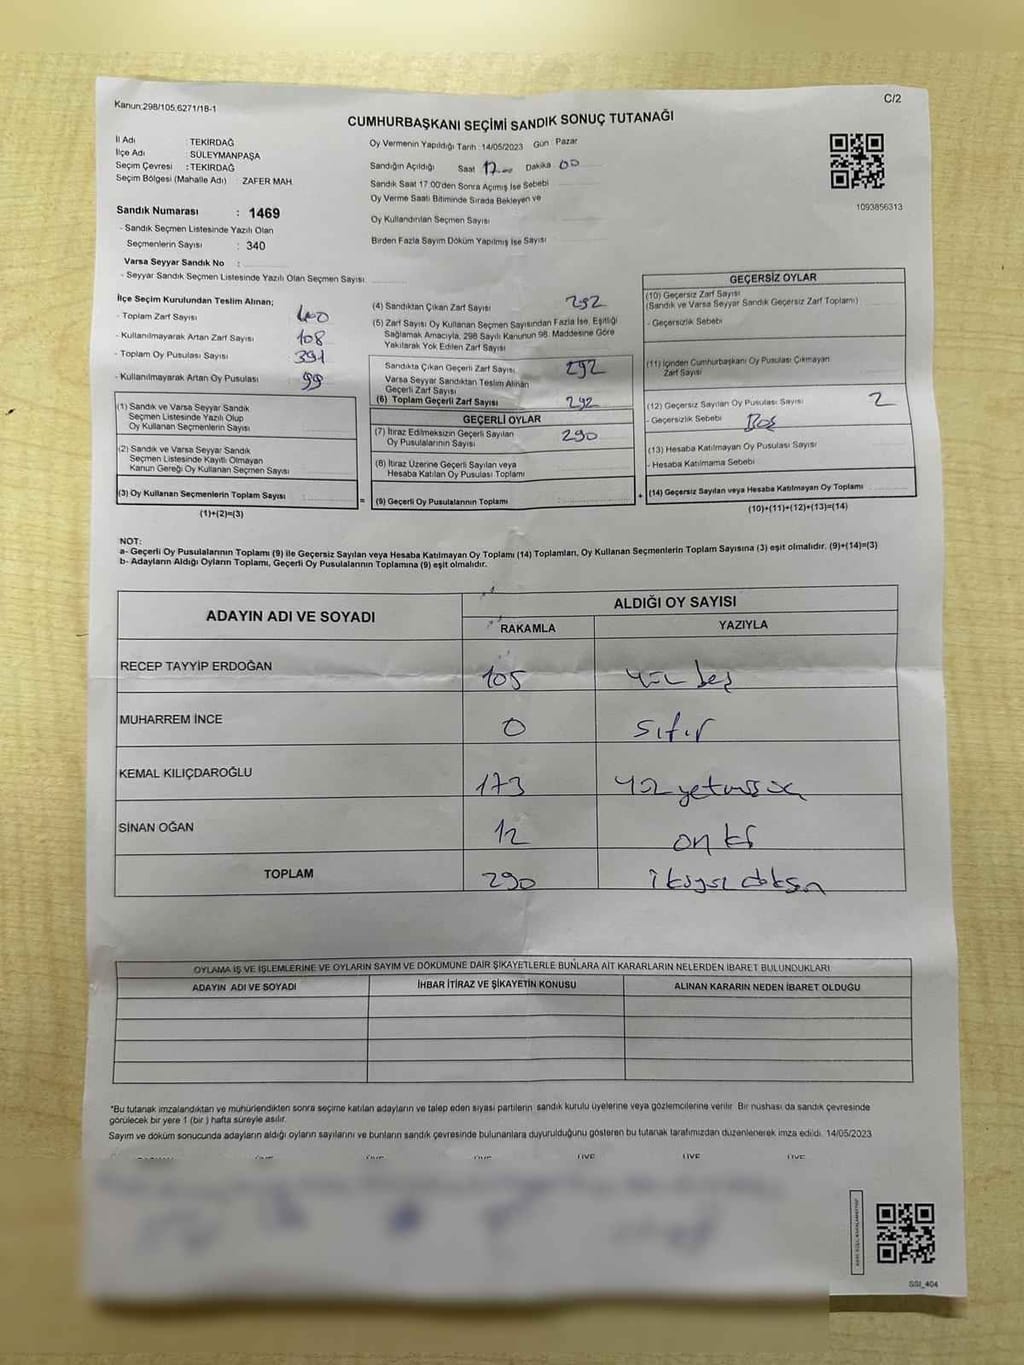 Kanun:298/105,6271/18-1
C/2
CUMHURBAŞKANI SEÇİMİ SANDIK SONUÇ TUTANAĞI
İl Adı : TEKİRDAĞ
İlçe Adı : SÜLEYMANPAŞA
Seçim Çevresi : TEKİRDAĞ
Seçim Bölgesi (Mahalle Adı) : ZAFER MAH.
Sandık Numarası : 1469
- Sandık Seçmen Listesinde Yazılı Olan
Seçmenlerin Sayısı : 340
Varsa Seyyar Sandık No :
- Seyyar Sandık Seçmen Listesinde Yazılı Olan Seçmen Sayısı
Oy Vermenin Yapıldığı Tarih :14/05/2023 Gün : Pazar
Sandığın Açıldığı Saat 17.00 Dakika 00
Sandık Saat 17:00'den Sonra Açımış İse Sebebi
Oy Verme Saati Bitiminde Sırada Bekleyen ve
Oy Kullandırılan Seçmen Sayısı
Birden Fazla Sayım Döküm Yapılmış İse Sayısı
1093856313
İlçe Seçim Kurulundan Teslim Alınan;
- Toplam Zarf Sayısı 400
- Kullanılmayarak Artan Zarf Sayısı 108
- Toplam Oy Pusulası Sayısı 391
- Kullanılmayarak Artan Oy Pusulası 99
(1) Sandık ve Varsa Seyyar Sandık
Seçmen Listesinde Yazılı Olup
Oy Kullanan Seçmenlerin Sayısı
(2) Sandık ve Varsa Seyyar Sandık
Seçmen Listesinde Kayıtlı Olmayan
Kanun Gereği Oy Kullanan Seçmen Sayısı
(3) Oy Kullanan Seçmenlerin Toplam Sayısı
(1)+(2)=(3)
=
(4) Sandıktan Çıkan Zarf Sayısı 292
(5) Zarf Sayısı Oy Kullanan Seçmen Sayısından Fazla İse, Eşitliği
Sağlamak Amacıyla, 298 Sayılı Kanunun 98. Maddesine Göre
Yakılarak Yok Edilen Zarf Sayısı
Sandıkta Çıkan Geçerli Zarf Sayısı 292
Varsa Seyyar Sandıktan Teslim Alınan
Geçerli Zarf Sayısı
(6) Toplam Geçerli Zarf Sayısı 292
GEÇERLİ OYLAR
(7) İtiraz Edilmeksizin Geçerli Sayılan
Oy Pusulalarının Sayısı 290
(8) İtiraz Üzerine Geçerli Sayılan veya
Hesaba Katılan Oy Pusulası Toplamı
(9) Geçerli Oy Pusulalarının Toplamı
+
GEÇERSİZ OYLAR
(10) Geçersiz Zarf Sayısı
(Sandık ve Varsa Seyyar Sandık Geçersiz Zarf Toplamı)
- Geçersizlik Sebebi
(11) İçinden Cumhurbaşkanı Oy Pusulası Çıkmayan
Zarf Sayısı
(12) Geçersiz Sayılan Oy Pusulası Sayısı 2
- Geçersizlik Sebebi Boş
(13) Hesaba Katılmayan Oy Pusulası Sayısı
- Hesaba Katılmama Sebebi
(14) Geçersiz Sayılan veya Hesaba Katılmayan Oy Toplamı
(10)+(11)+(12)+(13)=(14)
NOT:
a- Geçerli Oy Pusulalarının Toplamı (9) ile Geçersiz Sayılan veya Hesaba Katılmayan Oy Toplamı (14) Toplamları, Oy Kullanan Seçmenlerin Toplam Sayısına (3) eşit olmalıdır. (9)+(14)=(3)
b- Adayların Aldığı Oyların Toplamı, Geçerli Oy Pusulalarının Toplamına (9) eşit olmalıdır.
ADAYIN ADI VE SOYADI
ALDIĞI OY SAYISI
RAKAMLA YAZIYLA
RECEP TAYYİP ERDOĞAN 105 yüz beş
MUHARREM İNCE 0 sıfır
KEMAL KILIÇDAROĞLU 173 yüz yetmiş üç
SİNAN OĞAN 12 on iki
TOPLAM 290 ikiyüz doksan
OYLAMA İŞ VE İŞLEMLERİNE VE OYLARIN SAYIM VE DÖKÜMÜNE DAİR ŞİKAYETLERLE BUNLARA AİT KARARLARIN NELERDEN İBARET BULUNDUKLARI
ADAYIN ADI VE SOYADI İHBAR İTİRAZ VE ŞİKAYETİN KONUSU ALINAN KARARIN NEDEN İBARET OLDUĞU
*Bu tutanak imzalandıktan ve mühürlendikten sonra seçime katılan adayların ve talep eden siyasi partilerin sandık kurulu üyelerine veya gözlemcilerine verilir. Bir nüshası da sandık çevresinde
görülecek bir yere 1 (bir ) hafta süreyle asılır.
Sayım ve döküm sonucunda adayların aldığı oyların sayılarını ve bunların sandık çevresinde bulunanlara duyurulduğunu gösteren bu tutanak tarafımızdan düzenlenerek imza edildi. 14/05/2023
ÜYE ÜYE ÜYE ÜYE ÜYE
SSI_404